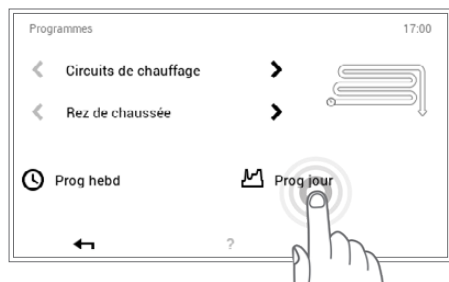 Programmes 17:00
Circuits de chauffage
Rez de chaussée
Prog hebd Prog jour
?